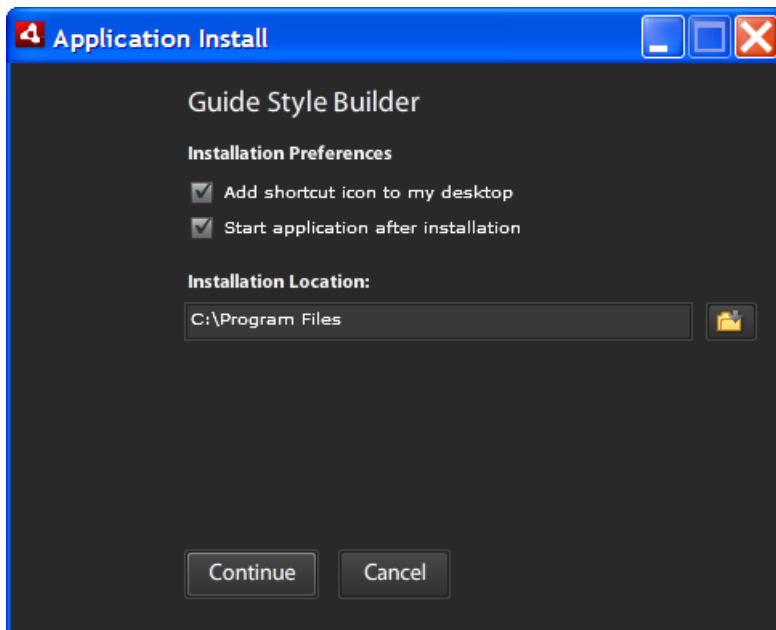 Application Install
Guide Style Builder
Installation Preferences
Add shortcut icon to my desktop
Start application after installation
Installation Location:
C:\Program Files
Continue Cancel